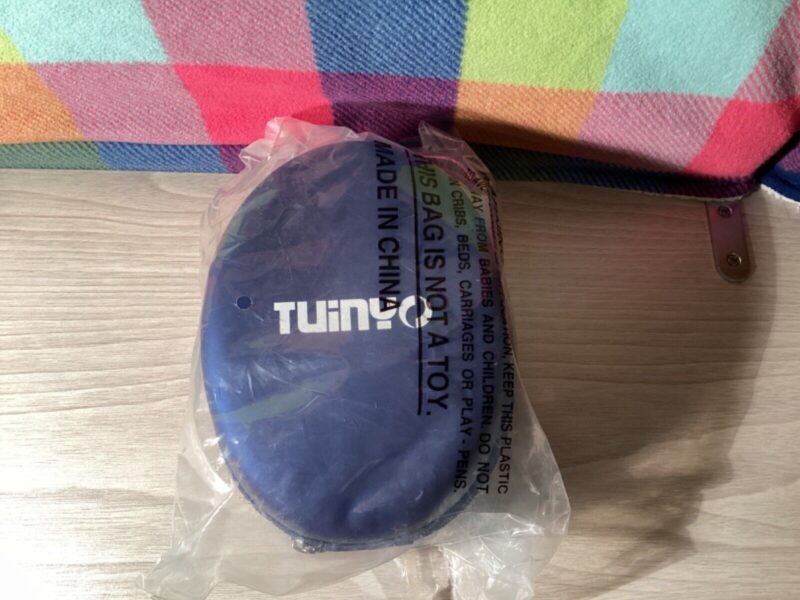 TUINYO
MADE IN CHINA
THIS BAG IS NOT A TOY.
AWAY FROM BABIES AND CHILDREN. DO NOT
IN CRIBS, BEDS, CARRIAGES OR PLAY-PENS.
KEEP THIS PLASTIC